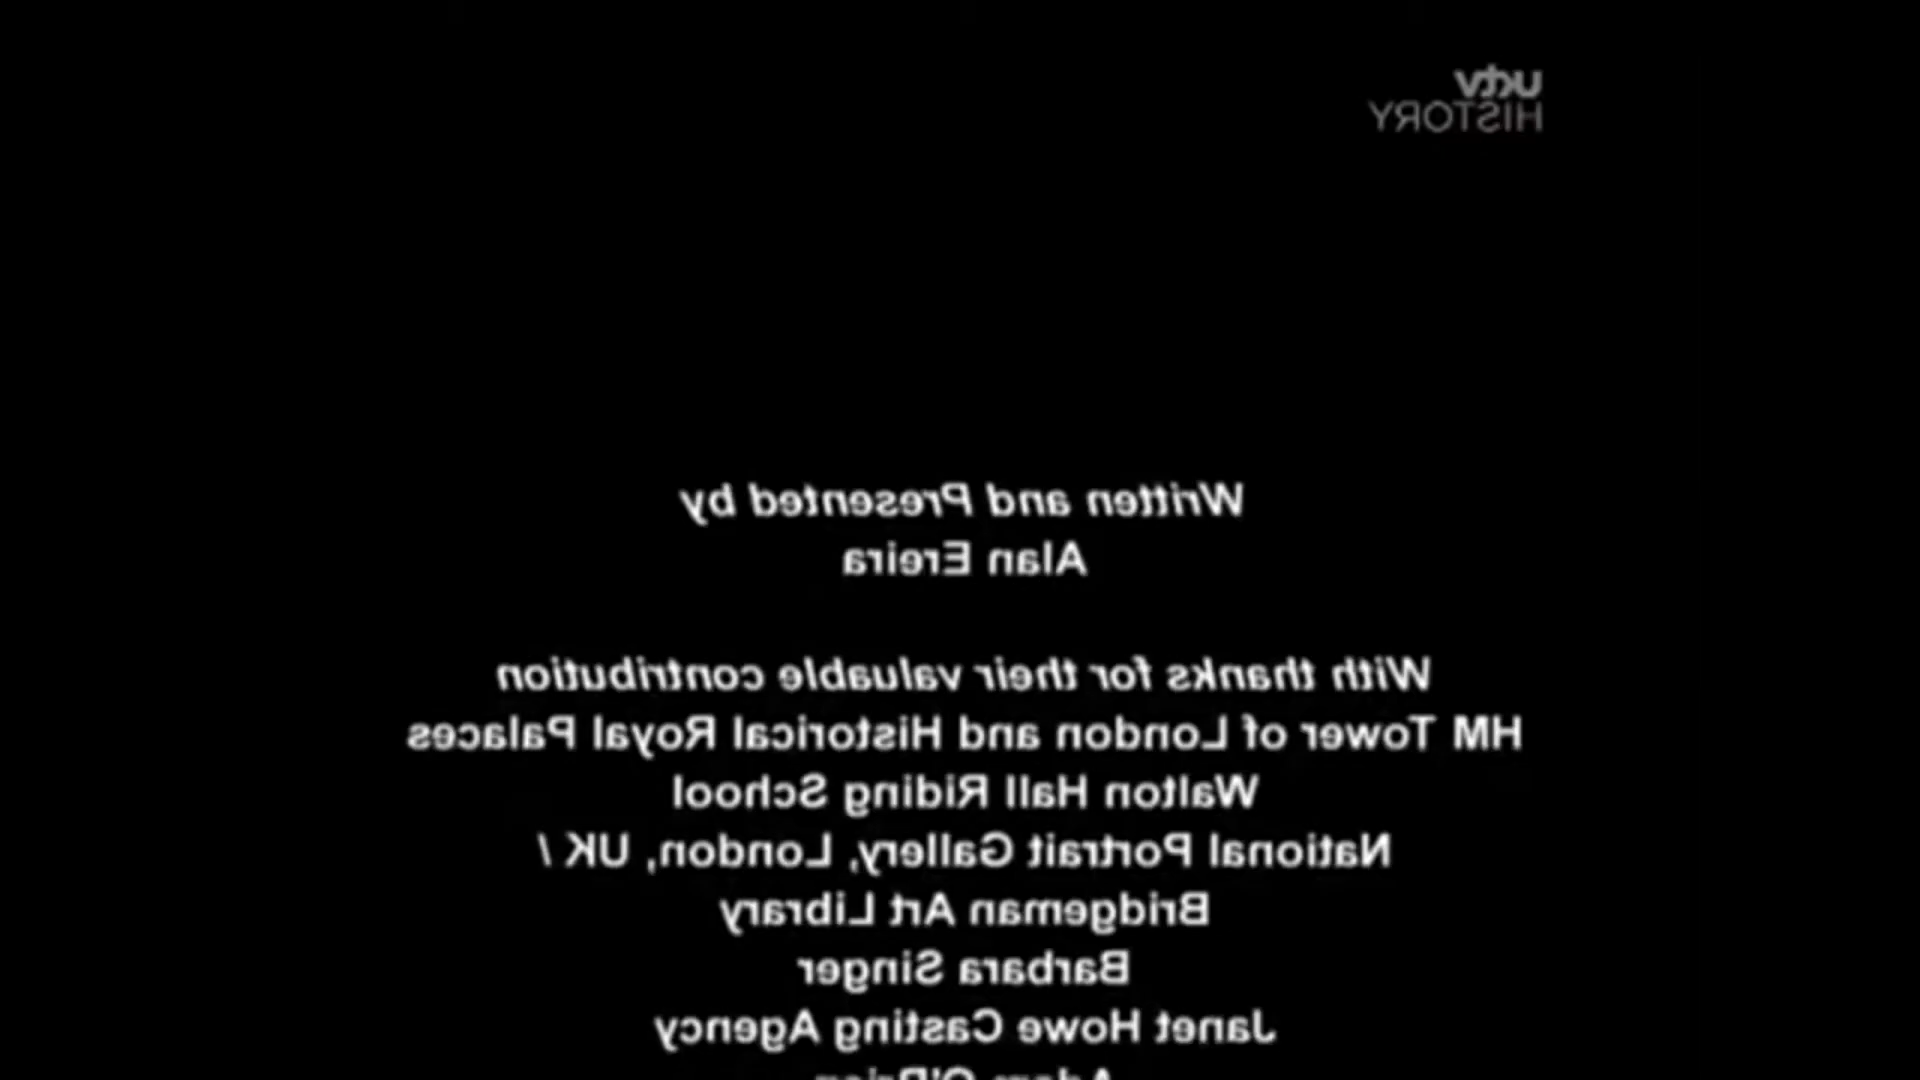 uktv
HISTORY
Written and Presented by
Alan Ereira
With thanks for their valuable contribution
HM Tower of London and Historical Royal Palaces
Walton Hall Riding School
National Portrait Gallery, London, UK /
Bridgeman Art Library
Barbara Singer
Janet Howe Casting Agency
Adam O'Brien